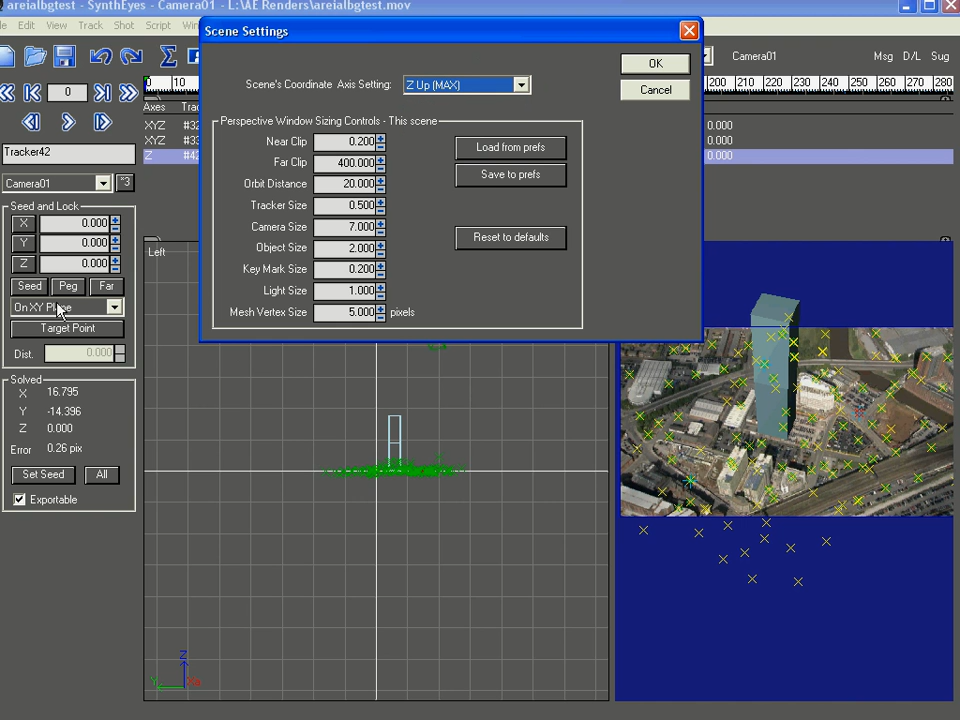 areialbgtest - SynthEyes - Camera01 - L:\AE Renders\areialbgtest.mov
Edit View Track Shot Script
Scene Settings
Camera01 Msg D/L Sug
Scene's Coordinate Axis Setting: Z Up (MAX)
OK
Cancel
0
0 10 200 210 220 230 240 250 260 270 280
Axes
XYZ 0.000
XYZ 0.000
Z 0.000
Tracker42
Camera01 *3
Seed and Lock
X 0.000
Y 0.000
Z 0.000
Seed Peg Far
On XY Plane
Target Point
Dist. 0.000
Solved
X 16.795
Y -14.396
Z 0.000
Error 0.26 pix
Set Seed All
Exportable
Perspective Window Sizing Controls - This scene
Near Clip 0.200
Far Clip 400.000
Orbit Distance 20.000
Tracker Size 0.500
Camera Size 7.000
Object Size 2.000
Key Mark Size 0.200
Light Size 1.000
Mesh Vertex Size 5.000 pixels
Load from prefs
Save to prefs
Reset to defaults
Left
Z
Y